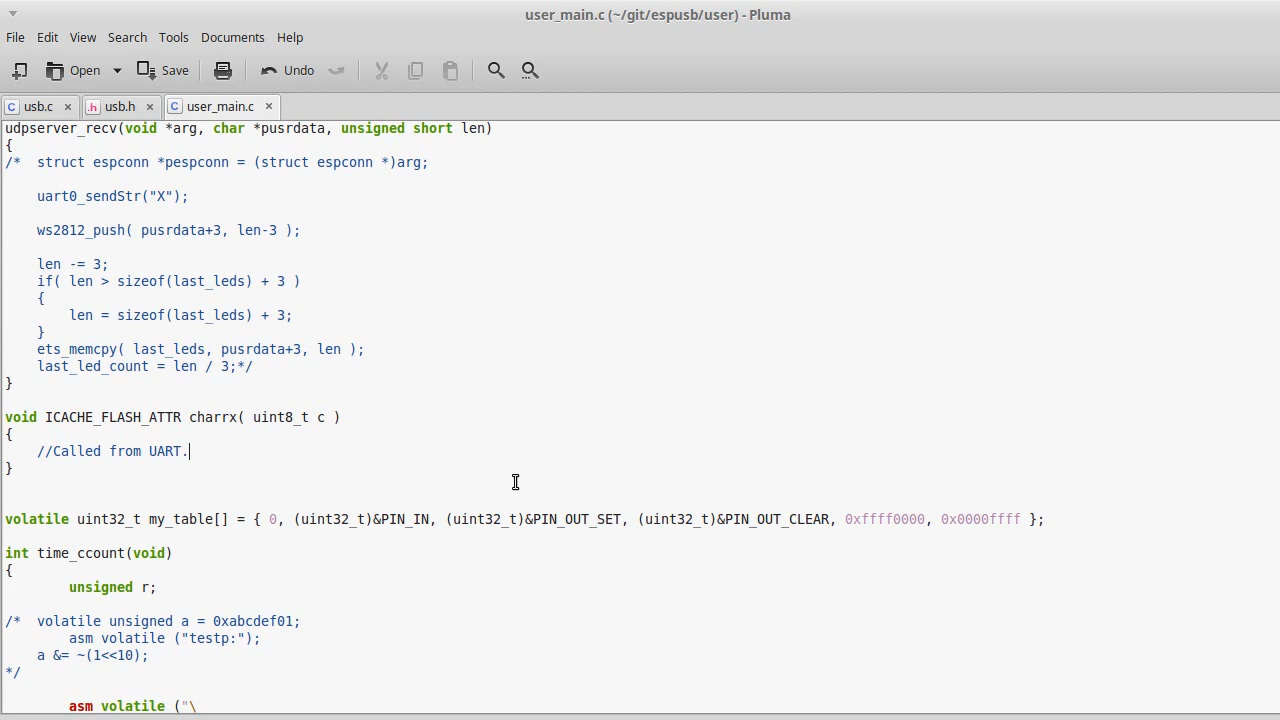 user_main.c (~/git/espusb/user) - Pluma
File Edit View Search Tools Documents Help
Open Save Undo
usb.c × usb.h × user_main.c ×
udpserver_recv(void *arg, char *pusrdata, unsigned short len)
{
/*  struct espconn *pespconn = (struct espconn *)arg;
    uart0_sendStr("X");
    ws2812_push( pusrdata+3, len-3 );
    len -= 3;
    if( len > sizeof(last_leds) + 3 )
    {
        len = sizeof(last_leds) + 3;
    }
    ets_memcpy( last_leds, pusrdata+3, len );
    last_led_count = len / 3;*/
}
void ICACHE_FLASH_ATTR charrx( uint8_t c )
{
    //Called from UART.
}
volatile uint32_t my_table[] = { 0, (uint32_t)&PIN_IN, (uint32_t)&PIN_OUT_SET, (uint32_t)&PIN_OUT_CLEAR, 0xffff0000, 0x0000ffff };
int time_ccount(void)
{
        unsigned r;
/*  volatile unsigned a = 0xabcdef01;
        asm volatile ("testp:");
    a &= ~(1<<10);
*/
        asm volatile ("\